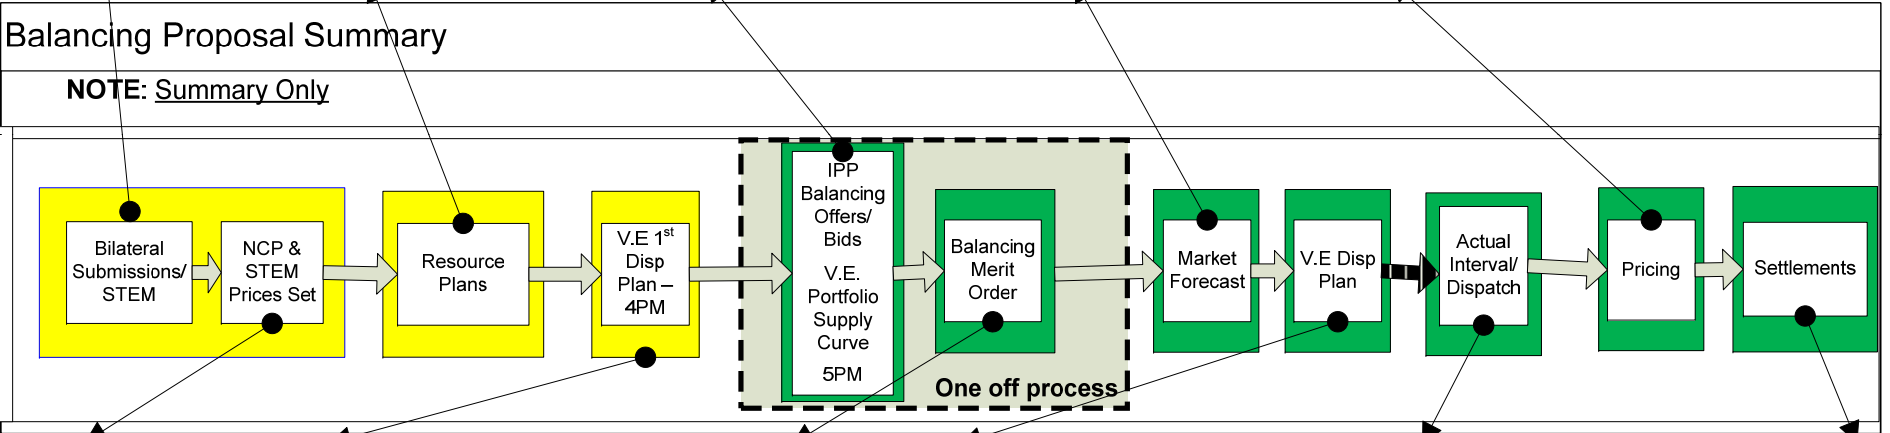 Balancing Proposal Summary
NOTE: Summary Only
Bilateral
Submissions/
STEM
NCP &
STEM
Prices Set
Resource
Plans
V.E 1st
Disp
Plan –
4PM
IPP
Balancing
Offers/
Bids
V.E.
Portfolio
Supply
Curve
5PM
Balancing
Merit
Order
One off process
Market
Forecast
V.E Disp
Plan
Actual
Interval/
Dispatch
Pricing
Settlements